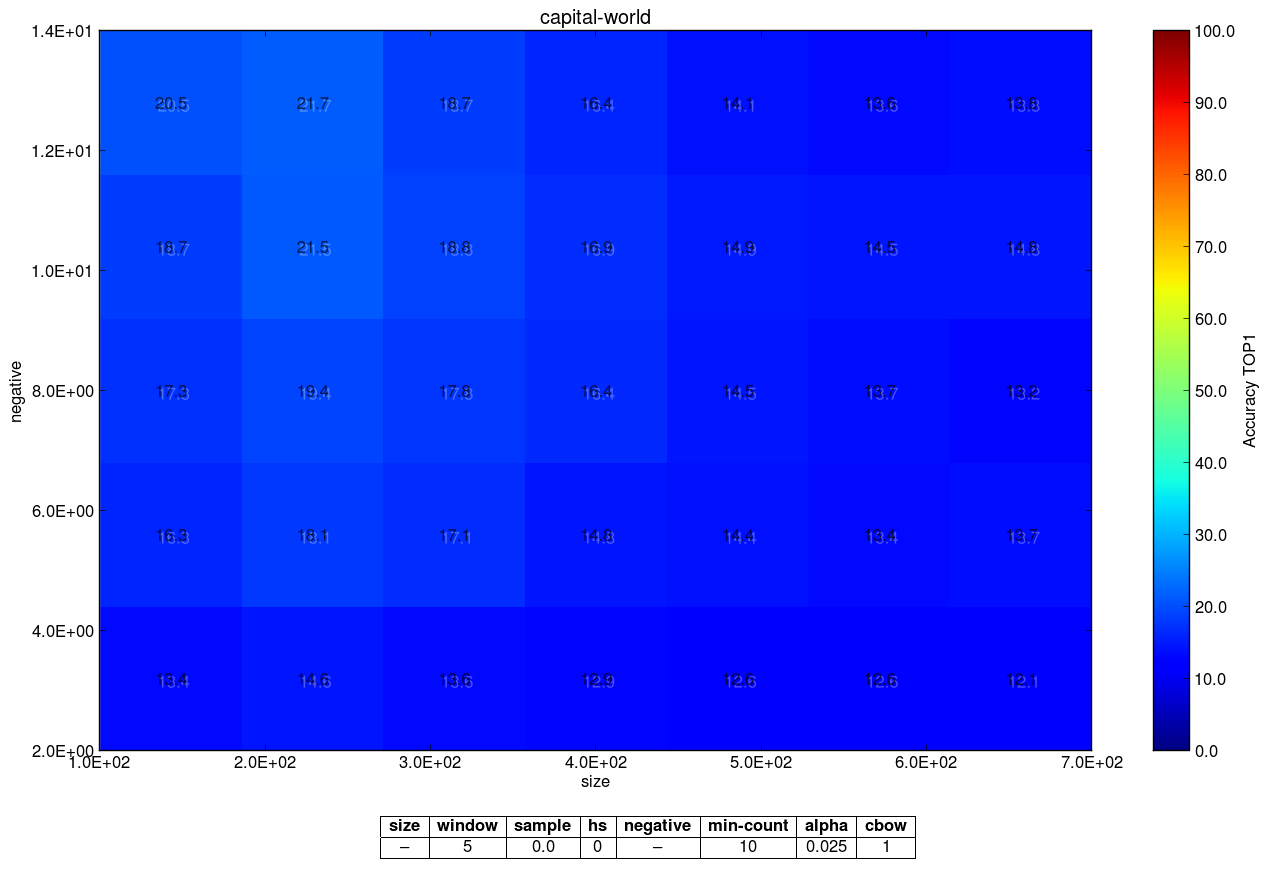 capital-world
1.4E+01
20.5 21.7 18.7 16.4 14.1 13.6 13.8
1.2E+01
18.7 21.5 18.8 16.9 14.9 14.5 14.8
1.0E+01
17.3 19.4 17.8 16.4 14.5 13.7 13.2
8.0E+00
16.3 18.1 17.1 14.8 14.4 13.4 13.7
6.0E+00
4.0E+00
13.4 14.6 13.6 12.9 12.6 12.6 12.1
2.0E+00
negative
1.0E+02 2.0E+02 3.0E+02 4.0E+02 5.0E+02 6.0E+02 7.0E+02
size
100.0
90.0
80.0
70.0
60.0
50.0
40.0
30.0
20.0
10.0
0.0
Accuracy TOP1
size window sample hs negative min-count alpha cbow
– 5 0.0 0 – 10 0.025 1